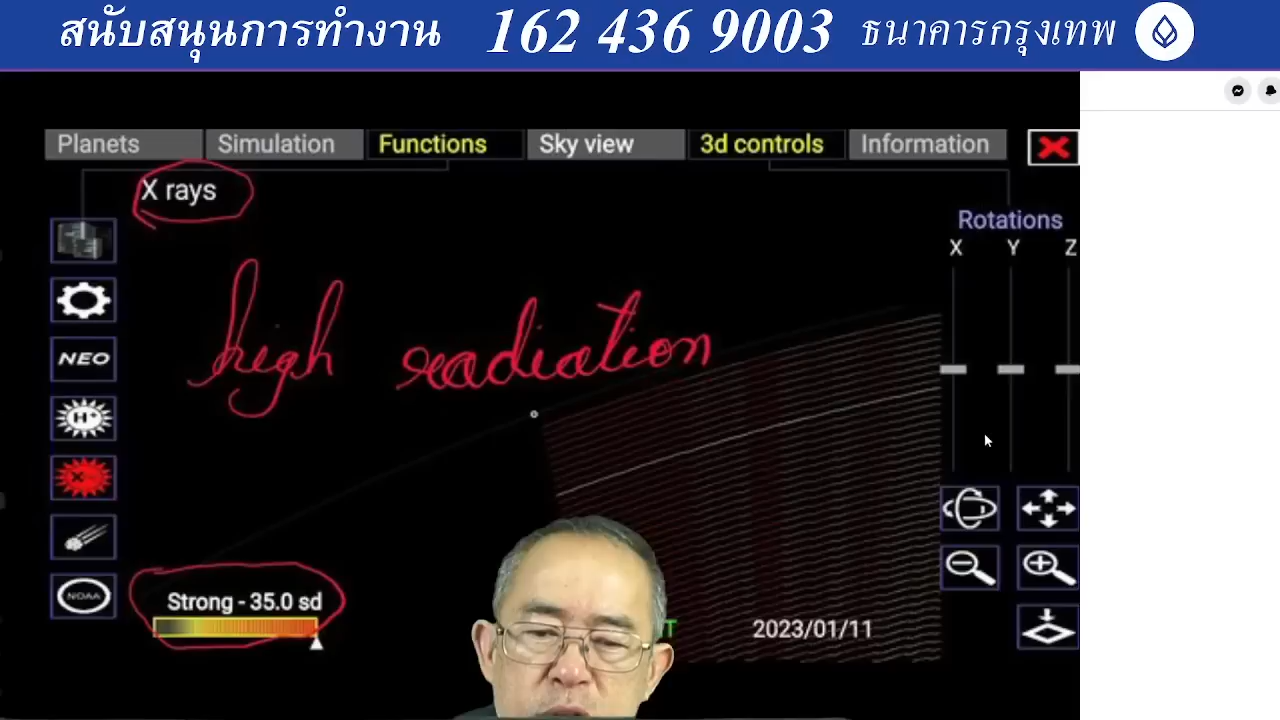 สนับสนุนการทำงาน 162 436 9003 ธนาคารกรุงเทพ
Planets Simulation Functions Sky view 3d controls Information
X rays
Rotations
X Y Z
high radiation
NEO
H+
X
NOAA
Strong - 35.0 sd
T 2023/01/11